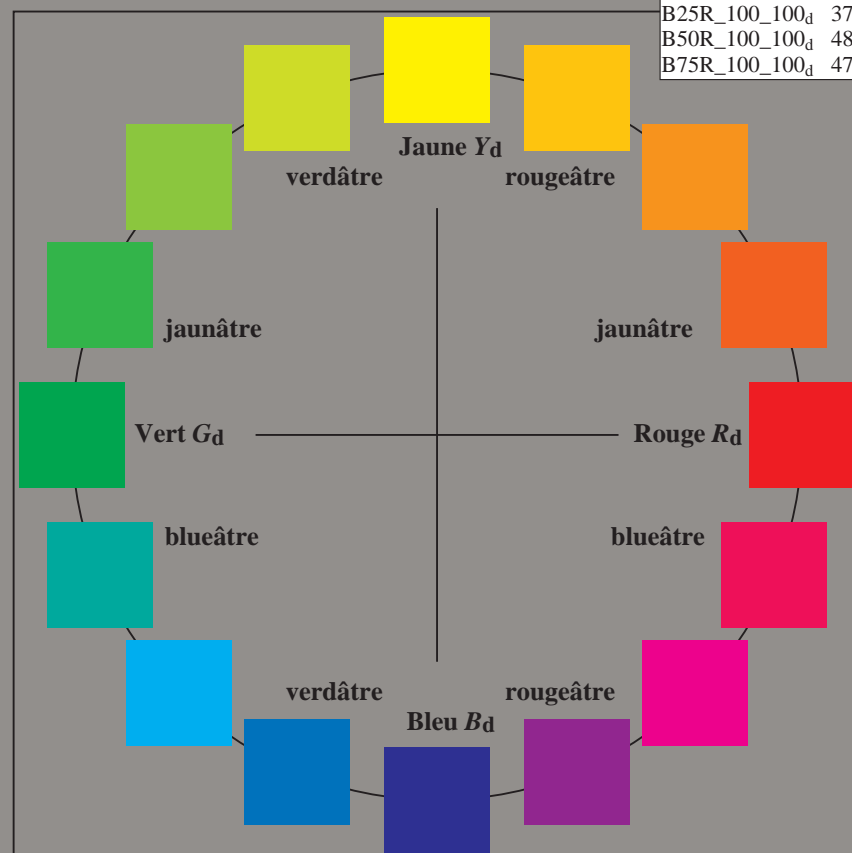 B25R_100_100d 37
B50R_100_100d 48
B75R_100_100d 47
Jaune Yd
verdâtre rougeâtre
jaunâtre jaunâtre
Vert Gd Rouge Rd
blueâtre blueâtre
verdâtre rougeâtre
Bleu Bd